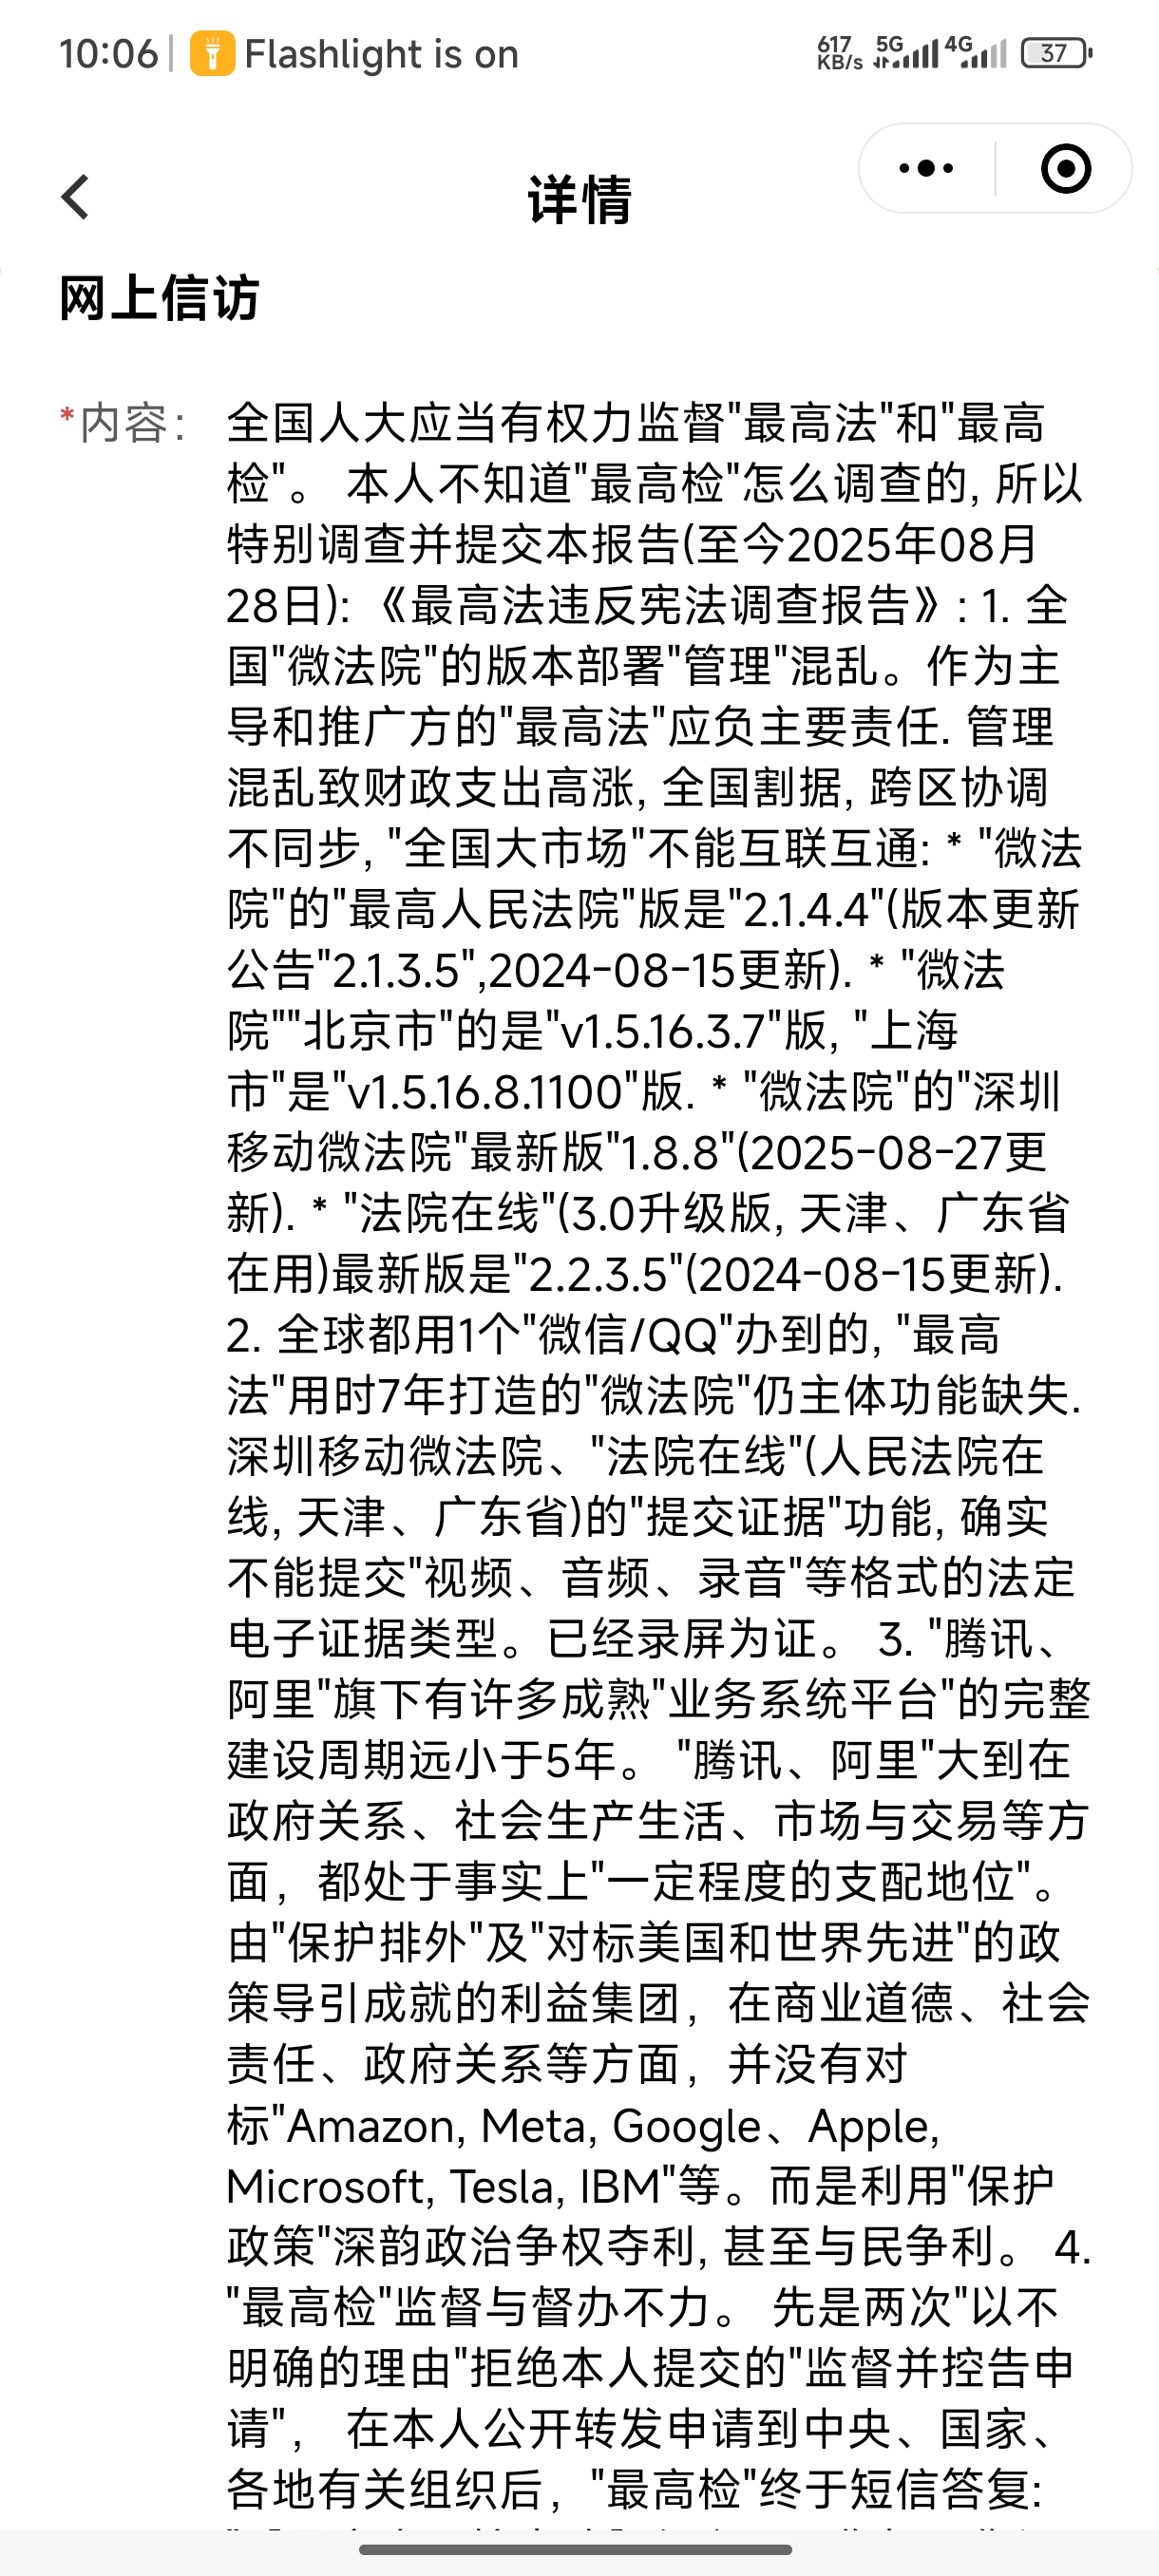 10:06 Flashlight is on 617 KB/s 5G 4G 37
详情
网上信访
*内容: 全国人大应当有权力监督"最高法"和"最高
检"。 本人不知道"最高检"怎么调查的, 所以
特别调查并提交本报告(至今2025年08月
28日): 《最高法违反宪法调查报告》: 1. 全
国"微法院"的版本部署"管理"混乱。作为主
导和推广方的"最高法"应负主要责任. 管理
混乱致财政支出高涨, 全国割据, 跨区协调
不同步, "全国大市场"不能互联互通: * "微法
院"的"最高人民法院"版是"2.1.4.4"(版本更新
公告"2.1.3.5",2024-08-15更新). * "微法
院""北京市"的是"v1.5.16.3.7"版, "上海
市"是"v1.5.16.8.1100"版. * "微法院"的"深圳
移动微法院"最新版"1.8.8"(2025-08-27更
新). * "法院在线"(3.0升级版, 天津、广东省
在用)最新版是"2.2.3.5"(2024-08-15更新).
2. 全球都用1个"微信/QQ"办到的, "最高
法"用时7年打造的"微法院"仍主体功能缺失.
深圳移动微法院、"法院在线"(人民法院在
线, 天津、广东省)的"提交证据"功能, 确实
不能提交"视频、音频、录音"等格式的法定
电子证据类型。已经录屏为证。 3. "腾讯、
阿里"旗下有许多成熟"业务系统平台"的完整
建设周期远小于5年。 "腾讯、阿里"大到在
政府关系、社会生产生活、市场与交易等方
面，都处于事实上"一定程度的支配地位"。
由"保护排外"及"对标美国和世界先进"的政
策导引成就的利益集团，在商业道德、社会
责任、政府关系等方面，并没有对
标"Amazon, Meta, Google、Apple,
Microsoft, Tesla, IBM"等。而是利用"保护
政策"深韵政治争权夺利, 甚至与民争利。 4.
"最高检"监督与督办不力。 先是两次"以不
明确的理由"拒绝本人提交的"监督并控告申
请"， 在本人公开转发申请到中央、国家、
各地有关组织后，"最高检"终于短信答复: